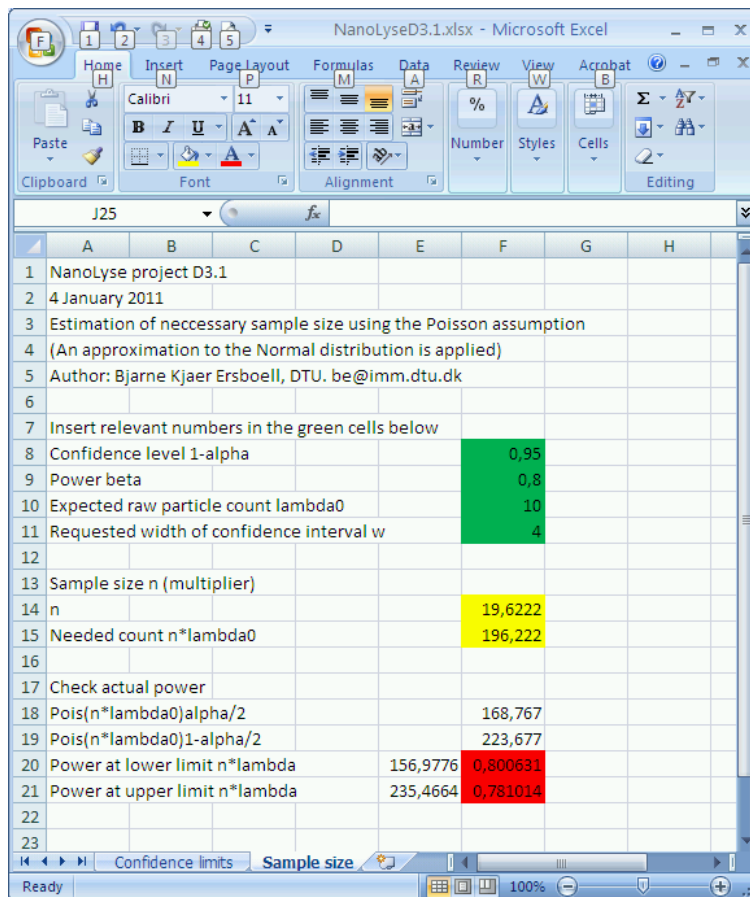 NanoLyseD3.1.xlsx - Microsoft Excel
F 1 2 3 4 5
Home Insert Page Layout Formulas Data Review View Acrobat
H N P M A R W B
Calibri 11
B I U A A
Paste
% Number Styles Cells
Σ
Clipboard Font Alignment Editing
J25 fx
A B C D E F G H
1 NanoLyse project D3.1
2 4 January 2011
3 Estimation of neccessary sample size using the Poisson assumption
4 (An approximation to the Normal distribution is applied)
5 Author: Bjarne Kjaer Ersboell, DTU. be@imm.dtu.dk
6
7 Insert relevant numbers in the green cells below
8 Confidence level 1-alpha 0,95
9 Power beta 0,8
10 Expected raw particle count lambda0 10
11 Requested width of confidence interval w 4
12
13 Sample size n (multiplier)
14 n 19,6222
15 Needed count n*lambda0 196,222
16
17 Check actual power
18 Pois(n*lambda0)alpha/2 168,767
19 Pois(n*lambda0)1-alpha/2 223,677
20 Power at lower limit n*lambda 156,9776 0,800631
21 Power at upper limit n*lambda 235,4664 0,781014
22
23
Confidence limits Sample size
Ready 100%